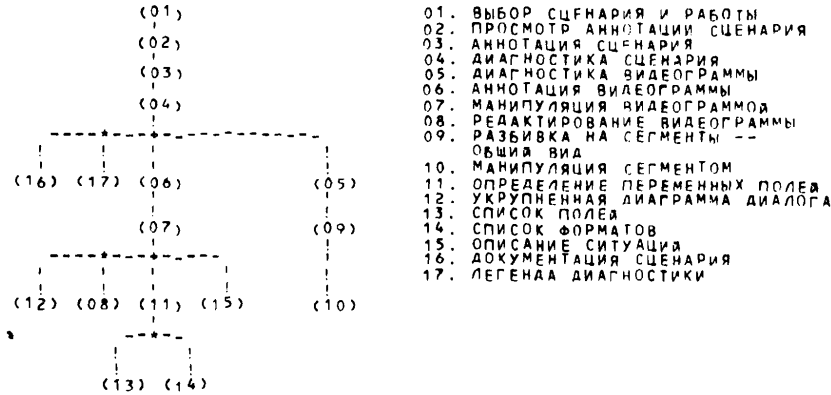 (01)
(02)
(03)
(04)
(16) (17) (06) (05)
(07) (09)
(12) (08) (11) (15) (10)
(13) (14)
01. ВЫБОР СЦЕНАРИЯ И РАБОТЫ
02. ПРОСМОТР АННОТАЦИИ СЦЕНАРИЯ
03. АННОТАЦИЯ СЦЕНАРИЯ
04. ДИАГНОСТИКА СЦЕНАРИЯ
05. ДИАГНОСТИКА ВИДЕОГРАММЫ
06. АННОТАЦИЯ ВИДЕОГРАММЫ
07. МАНИПУЛЯЦИЯ ВИДЕОГРАММОЙ
08. РЕДАКТИРОВАНИЕ ВИДЕОГРАММЫ
09. РАЗБИВКА НА СЕГМЕНТЫ --
ОБЩИЙ ВИД
10. МАНИПУЛЯЦИЯ СЕГМЕНТОМ
11. ОПРЕДЕЛЕНИЕ ПЕРЕМЕННЫХ ПОЛЕЙ
12. УКРУПНЕННАЯ ДИАГРАММА ДИАЛОГА
13. СПИСОК ПОЛЕЙ
14. СПИСОК ФОРМАТОВ
15. ОПИСАНИЕ СИТУАЦИЙ
16. ДОКУМЕНТАЦИЯ СЦЕНАРИЯ
17. ЛЕГЕНДА ДИАГНОСТИКИ